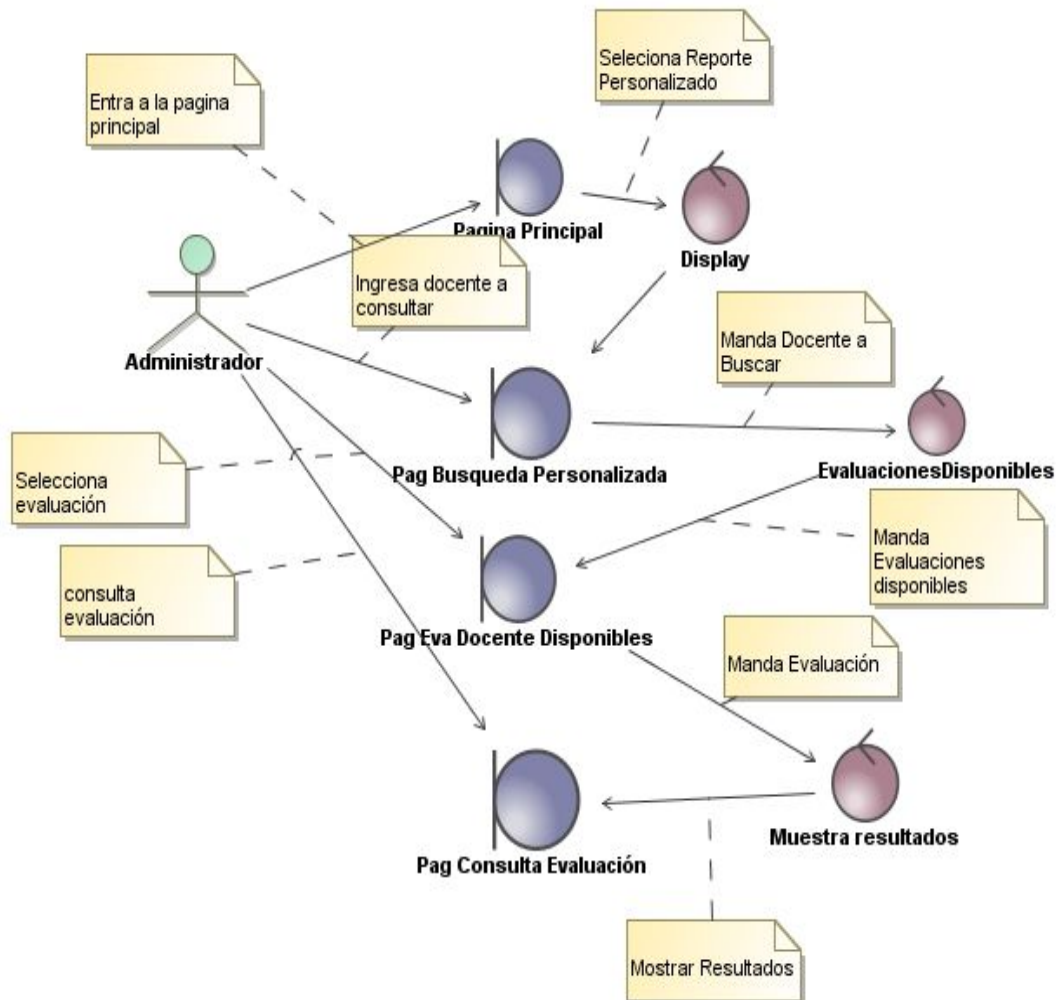 Seleciona Reporte
Personalizado
Entra a la pagina
principal
Pagina Principal
Display
Ingresa docente a
consultar
Administrador
Manda Docente a
Buscar
Pag Busqueda Personalizada
EvaluacionesDisponibles
Selecciona
evaluación
Manda
Evaluaciones
disponibles
consulta
evaluación
Pag Eva Docente Disponibles
Manda Evaluación
Muestra resultados
Pag Consulta Evaluación
Mostrar Resultados